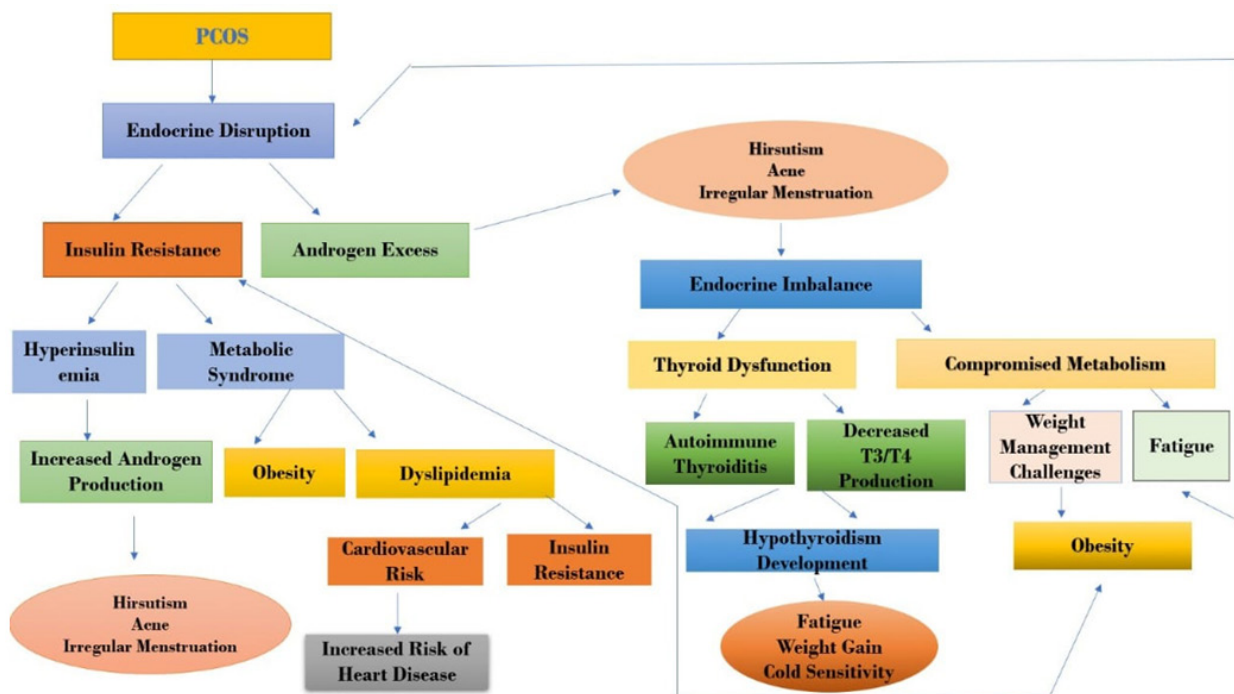 PCOS
Endocrine Disruption
Hirsutism
Acne
Irregular Menstruation
Insulin Resistance
Androgen Excess
Endocrine Imbalance
Hyperinsulin
emia
Metabolic
Syndrome
Thyroid Dysfunction
Compromised Metabolism
Autoimmune
Thyroiditis
Decreased
T3/T4
Production
Weight
Management
Challenges
Fatigue
Increased Androgen
Production
Obesity
Dyslipidemia
Cardiovascular
Risk
Insulin
Resistance
Hypothyroidism
Development
Obesity
Hirsutism
Acne
Irregular Menstruation
Increased Risk of
Heart Disease
Fatigue
Weight Gain
Cold Sensitivity